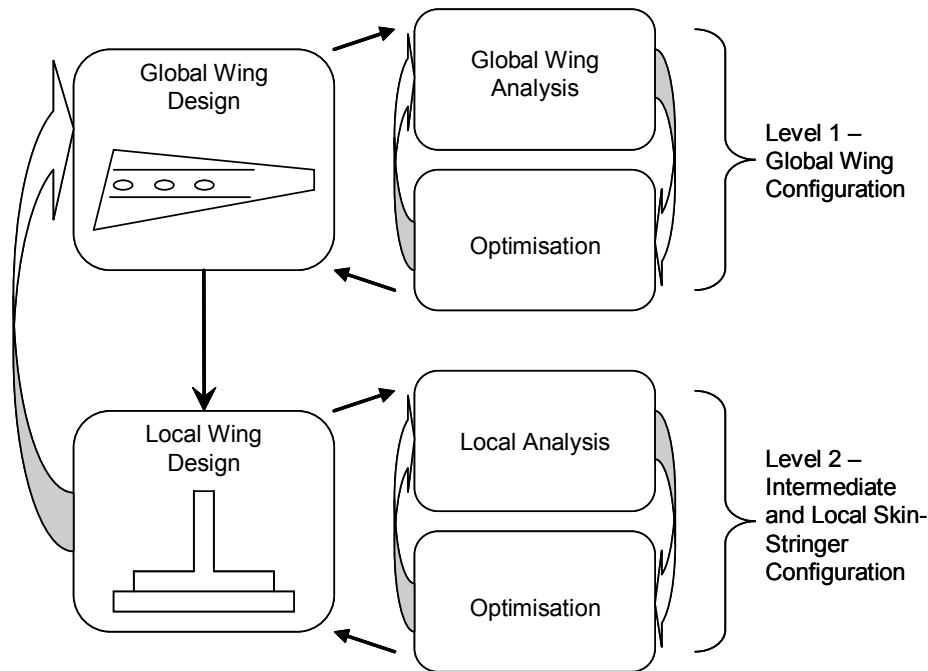 Global Wing
Design
Global Wing
Analysis
Optimisation
Level 1 –
Global Wing
Configuration
Local Wing
Design
Local Analysis
Optimisation
Level 2 –
Intermediate
and Local Skin-
Stringer
Configuration